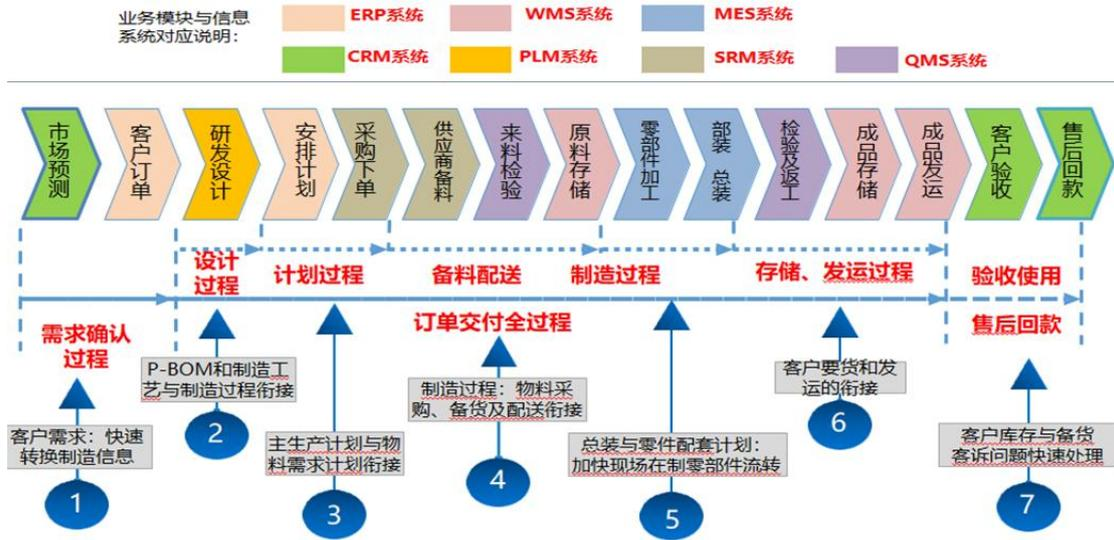 业务模块与信息
系统对应说明：
ERP系统
WMS系统
MES系统
CRM系统
PLM系统
SRM系统
QMS系统
市场预测
客户订单
研发设计
安排计划
采购下单
供应商备料
来料检验
原料存储
零部件加工
部装 总装
检验及返工
成品存储
成品发运
客户验收
售后回款
设计
过程
计划过程
备料配送
制造过程
存储、发运过程
验收使用
需求确认
过程
订单交付全过程
售后回款
P-BOM和制造工
艺与制造过程衔接
制造过程：物料采
购、备货及配送衔接
客户要货和发
运的衔接
客户需求：快速
转换制造信息
主生产计划与物
料需求计划衔接
总装与零件配套计划：
加快现场在制零部件流转
客户库存与备货
客诉问题快速处理
1
2
3
4
5
6
7